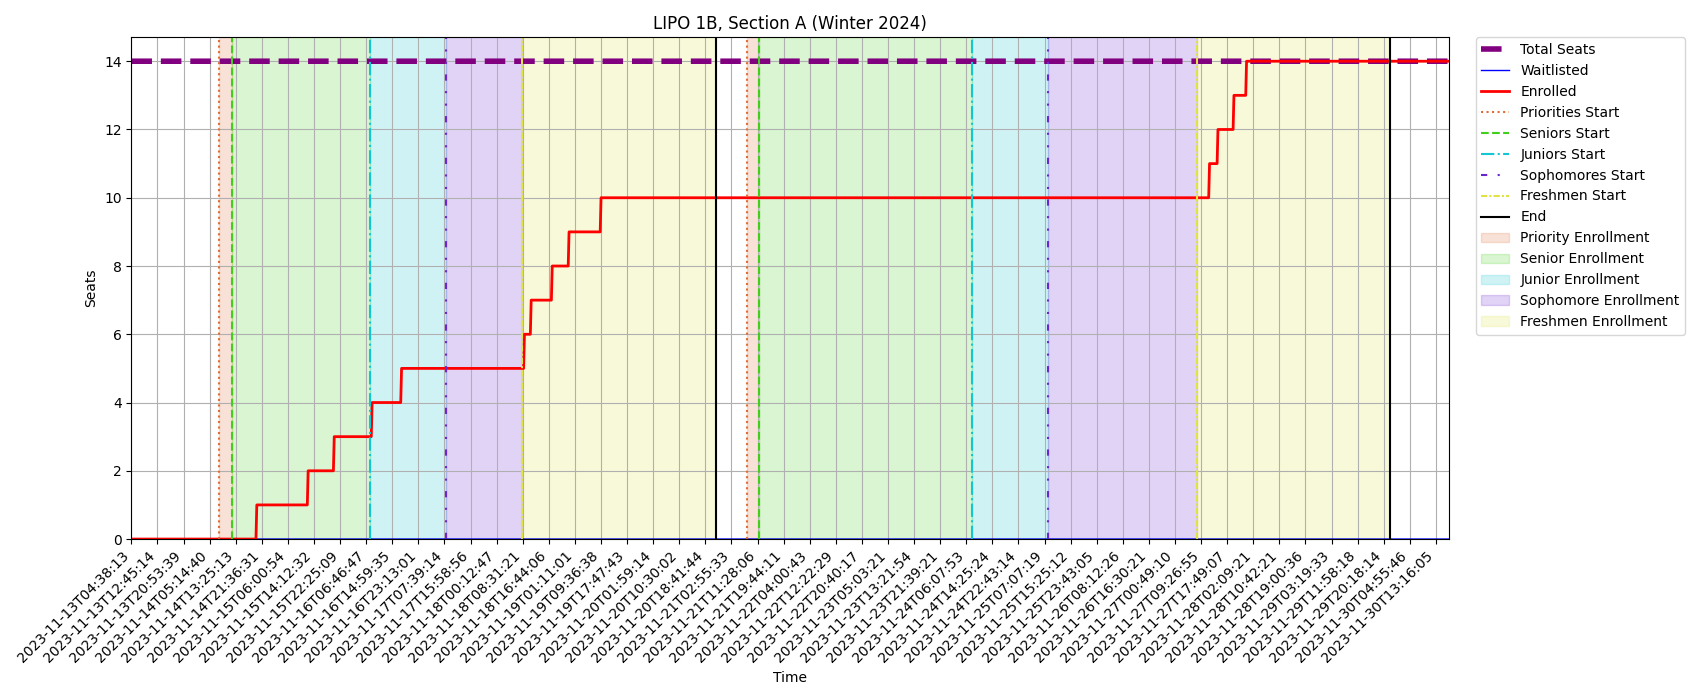 LIPO 1B, Section A (Winter 2024)
Total Seats
Waitlisted
Enrolled
Priorities Start
Seniors Start
Juniors Start
Sophomores Start
Freshmen Start
End
Priority Enrollment
Senior Enrollment
Junior Enrollment
Sophomore Enrollment
Freshmen Enrollment
Seats
14
12
10
8
6
4
2
0
2023-11-13T04:38:13
2023-11-13T12:45:14
2023-11-13T20:53:39
2023-11-14T05:14:40
2023-11-14T13:25:13
2023-11-14T21:36:31
2023-11-15T06:00:54
2023-11-15T14:12:32
2023-11-15T22:25:09
2023-11-16T06:46:47
2023-11-16T14:59:35
2023-11-16T23:13:01
2023-11-17T07:39:14
2023-11-17T15:58:56
2023-11-18T00:12:47
2023-11-18T08:31:21
2023-11-18T16:44:06
2023-11-19T01:11:01
2023-11-19T09:36:38
2023-11-19T17:47:43
2023-11-20T01:59:14
2023-11-20T10:30:02
2023-11-20T18:41:44
2023-11-21T02:55:33
2023-11-21T11:28:06
2023-11-21T19:44:11
2023-11-22T04:00:43
2023-11-22T12:22:29
2023-11-22T20:40:17
2023-11-23T05:03:21
2023-11-23T13:21:54
2023-11-23T21:39:21
2023-11-24T06:07:53
2023-11-24T14:25:24
2023-11-24T22:43:14
2023-11-25T07:07:19
2023-11-25T15:25:12
2023-11-25T23:43:05
2023-11-26T08:12:26
2023-11-26T16:30:21
2023-11-27T00:49:10
2023-11-27T09:26:55
2023-11-27T17:49:07
2023-11-28T02:09:21
2023-11-28T10:42:21
2023-11-28T19:00:36
2023-11-29T03:19:33
2023-11-29T11:58:18
2023-11-29T20:18:14
2023-11-30T04:55:46
2023-11-30T13:16:05
Time